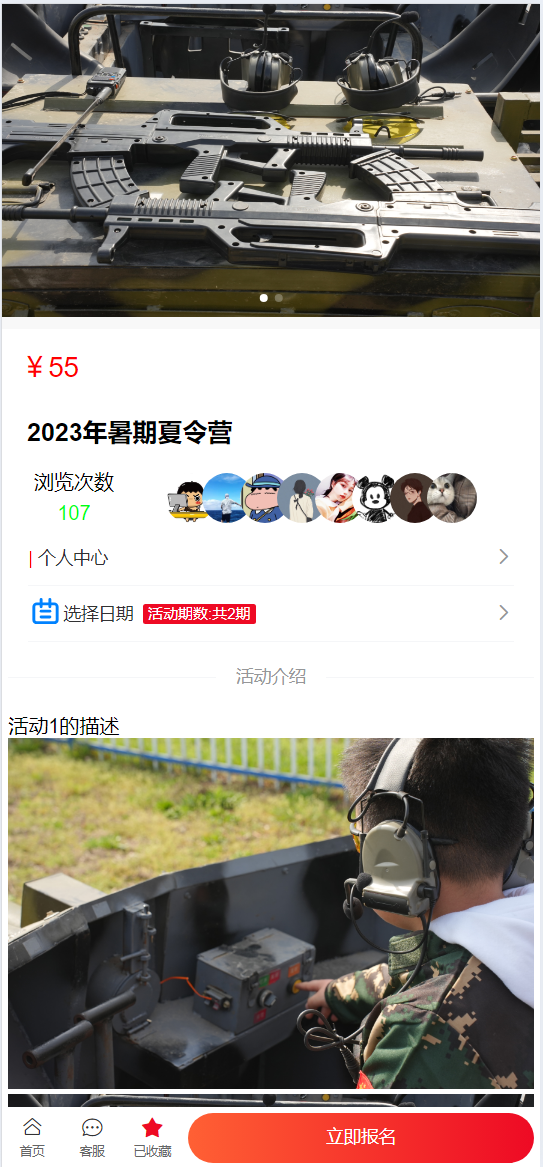 ¥ 55
2023年暑期夏令营
浏览次数
107
| 个人中心
选择日期 活动期数:共2期
活动介绍
活动1的描述
首页 客服 已收藏 立即报名